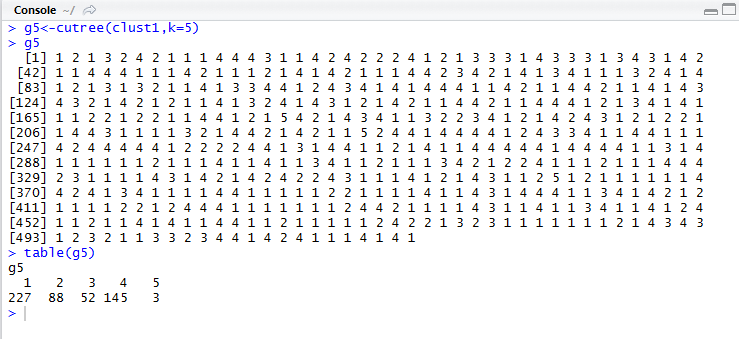 Console ~/
> g5<-cutree(clust1,k=5)
> g5
[1] 1 2 1 3 2 4 2 1 1 1 4 4 4 3 1 1 4 2 4 2 2 2 4 1 2 1 3 3 3 1 4 3 3 3 1 3 4 3 1 4 2
[42] 1 1 4 4 4 1 1 1 4 2 1 1 1 2 1 4 1 4 2 1 1 1 4 4 2 3 4 2 1 4 1 3 4 1 1 1 3 2 4 1 4
[83] 1 2 1 3 1 3 2 1 1 4 1 3 3 4 4 1 2 4 3 4 1 4 1 4 4 4 1 1 4 2 1 1 4 4 2 1 1 4 1 4 3
[124] 4 3 2 1 4 2 1 2 1 1 4 1 3 2 4 1 4 3 1 2 1 4 2 1 1 4 4 2 1 1 4 4 4 1 2 1 3 4 1 4 1
[165] 1 1 2 2 1 2 2 1 1 4 4 1 2 1 5 4 2 1 4 3 4 1 1 3 2 2 3 4 1 2 1 4 2 4 3 1 2 1 2 2 1
[206] 1 4 4 3 1 1 1 1 3 2 1 4 4 2 1 4 2 1 1 5 2 4 4 1 4 4 4 4 1 2 4 3 3 4 1 4 4 1 1 1
[247] 4 2 4 4 4 4 4 1 2 2 2 2 4 4 1 3 1 4 4 1 1 2 1 4 1 1 4 4 4 4 4 1 4 4 4 4 1 1 3 1 4
[288] 1 1 1 1 1 1 2 1 1 1 4 1 1 4 1 1 3 4 1 1 2 1 1 1 3 4 2 1 2 2 4 1 1 1 2 1 1 1 4 4 4
[329] 2 3 1 1 1 1 4 3 1 4 2 1 4 2 4 2 2 4 3 1 1 1 4 1 2 1 4 3 1 1 2 5 1 2 1 1 1 1 1 1 4
[370] 4 2 4 1 3 4 1 1 1 1 4 4 1 1 1 1 1 1 2 2 1 1 1 1 1 4 1 1 4 3 1 4 4 4 1 1 3 4 1 4 2 1 2
[411] 1 1 1 1 2 2 1 2 4 4 4 1 1 1 1 1 1 1 2 4 4 2 1 1 1 1 4 3 1 1 4 1 1 3 4 1 1 4 1 2 4
[452] 1 1 2 1 1 4 1 4 1 1 4 4 1 1 2 1 1 1 1 1 1 2 4 2 2 1 3 2 3 1 1 1 1 1 1 1 2 1 4 3 4 3
[493] 1 2 3 2 1 1 3 3 2 3 4 4 1 4 2 4 1 1 1 4 1 4 1
> table(g5)
g5
1 2 3 4 5
227 88 52 145 3
>